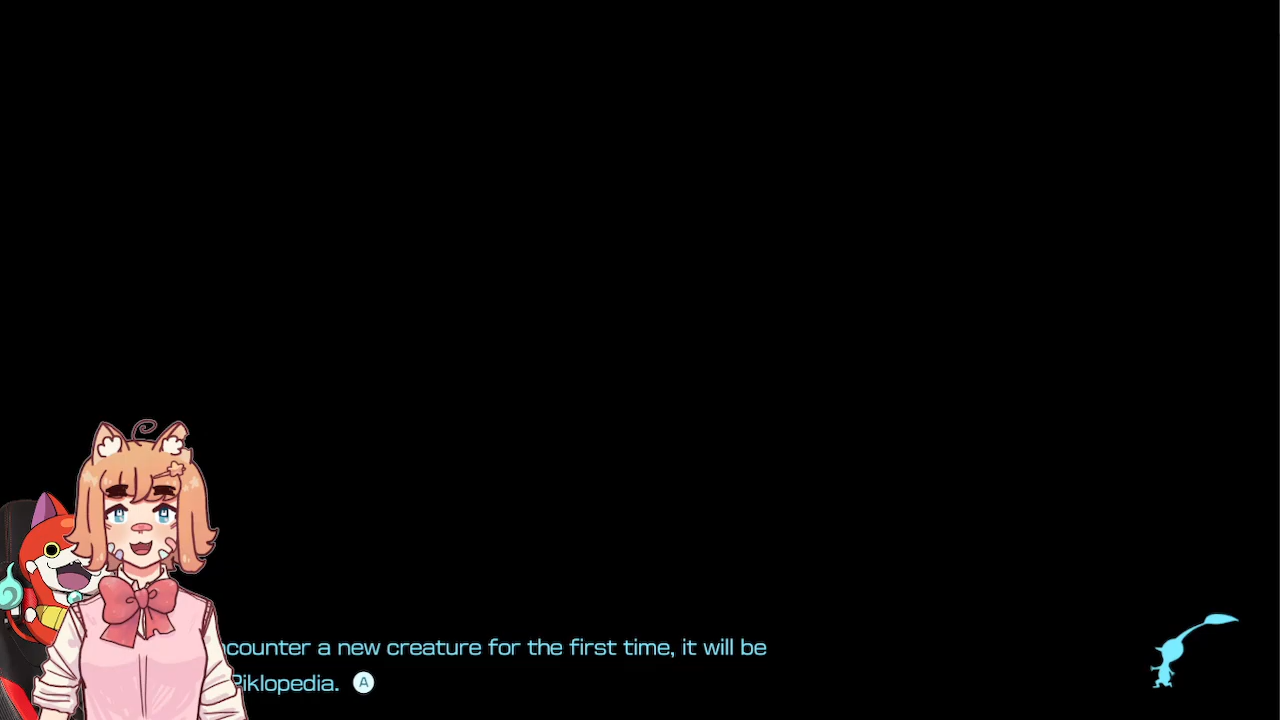 counter a new creature for the first time, it will be
Piklopedia. A